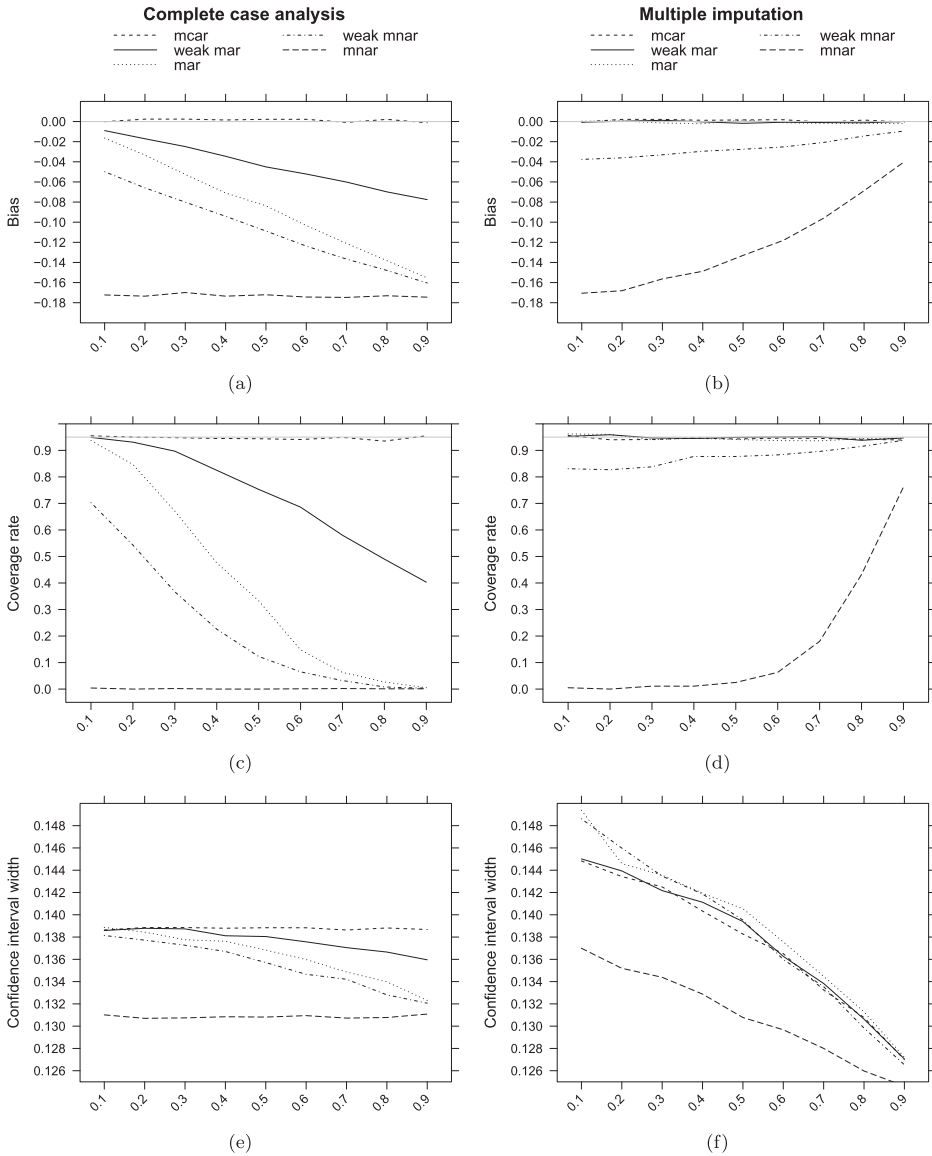 Complete case analysis
mcar
weak mar
mar
weak mnar
mnar
Multiple imputation
mcar
weak mar
mar
weak mnar
mnar
Bias
0.00
−0.02
−0.04
−0.06
−0.08
−0.10
−0.12
−0.14
−0.16
−0.18
0.1 0.2 0.3 0.4 0.5 0.6 0.7 0.8 0.9
(a)
Bias
0.00
−0.02
−0.04
−0.06
−0.08
−0.10
−0.12
−0.14
−0.16
−0.18
0.1 0.2 0.3 0.4 0.5 0.6 0.7 0.8 0.9
(b)
Coverage rate
0.9
0.8
0.7
0.6
0.5
0.4
0.3
0.2
0.1
0.0
0.1 0.2 0.3 0.4 0.5 0.6 0.7 0.8 0.9
(c)
Coverage rate
0.9
0.8
0.7
0.6
0.5
0.4
0.3
0.2
0.1
0.0
0.1 0.2 0.3 0.4 0.5 0.6 0.7 0.8 0.9
(d)
Confidence interval width
0.148
0.146
0.144
0.142
0.140
0.138
0.136
0.134
0.132
0.130
0.128
0.126
0.1 0.2 0.3 0.4 0.5 0.6 0.7 0.8 0.9
(e)
Confidence interval width
0.148
0.146
0.144
0.142
0.140
0.138
0.136
0.134
0.132
0.130
0.128
0.126
0.1 0.2 0.3 0.4 0.5 0.6 0.7 0.8 0.9
(f)